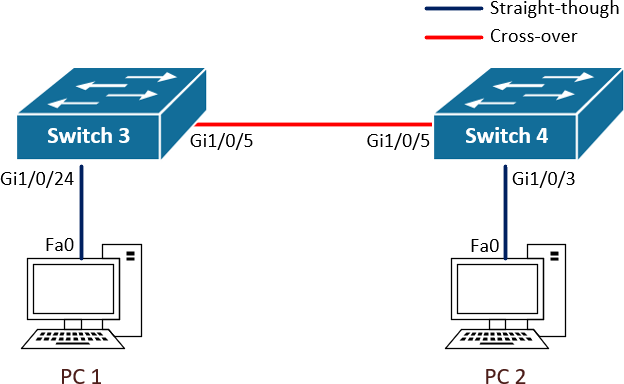 Straight-though
Cross-over
Switch 3
Switch 4
Gi1/0/5
Gi1/0/5
Gi1/0/24
Gi1/0/3
Fa0
Fa0
PC 1
PC 2